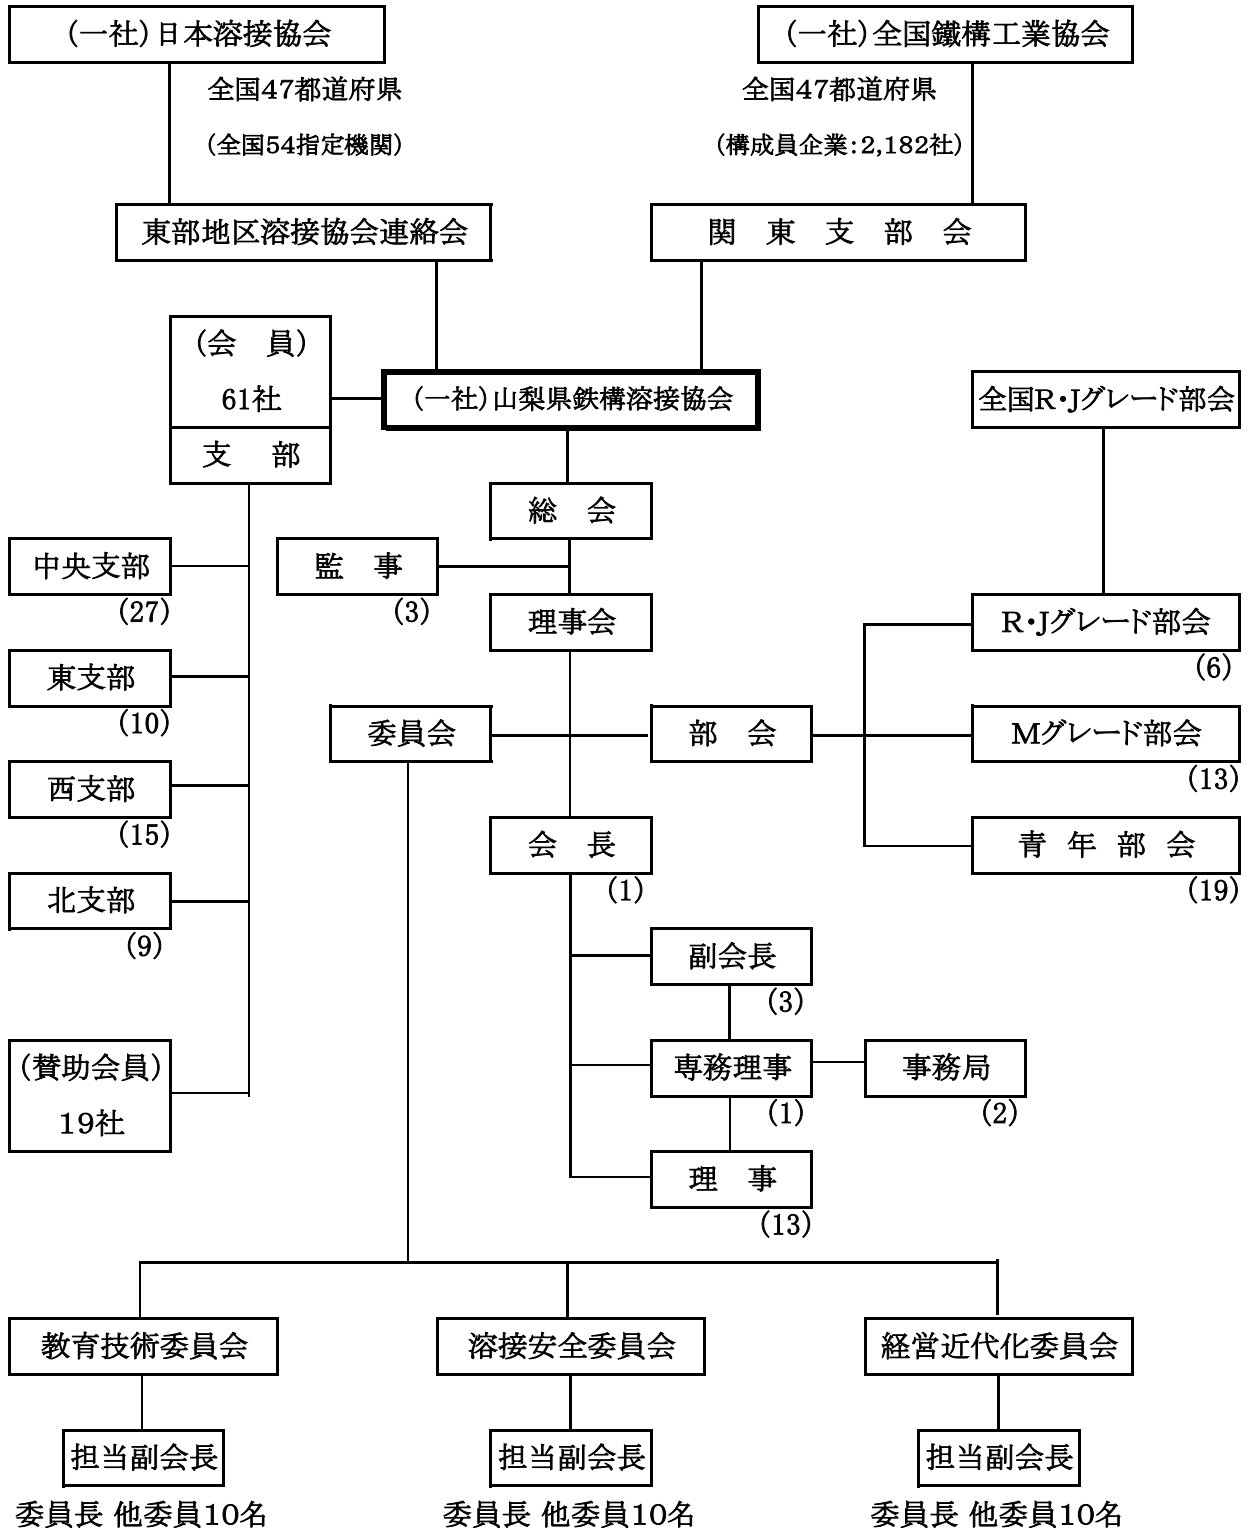 (一社)日本溶接協会
(一社)全国鐵構工業協会
全国47都道府県
全国47都道府県
(全国54指定機関)
(構成員企業:2,182社)
東部地区溶接協会連絡会
関　東　支　部　会
(会　員)
61社
支　部
(一社)山梨県鉄構溶接協会
全国R・Jグレード部会
総　会
中央支部
(27)
監　事
(3)
理事会
R・Jグレード部会
(6)
東支部
(10)
委員会
部　会
Mグレード部会
(13)
西支部
(15)
会　長
(1)
青 年 部 会
(19)
北支部
(9)
副会長
(3)
(賛助会員)
19社
専務理事
(1)
事務局
(2)
理　事
(13)
教育技術委員会
溶接安全委員会
経営近代化委員会
担当副会長
担当副会長
担当副会長
委員長 他委員10名
委員長 他委員10名
委員長 他委員10名